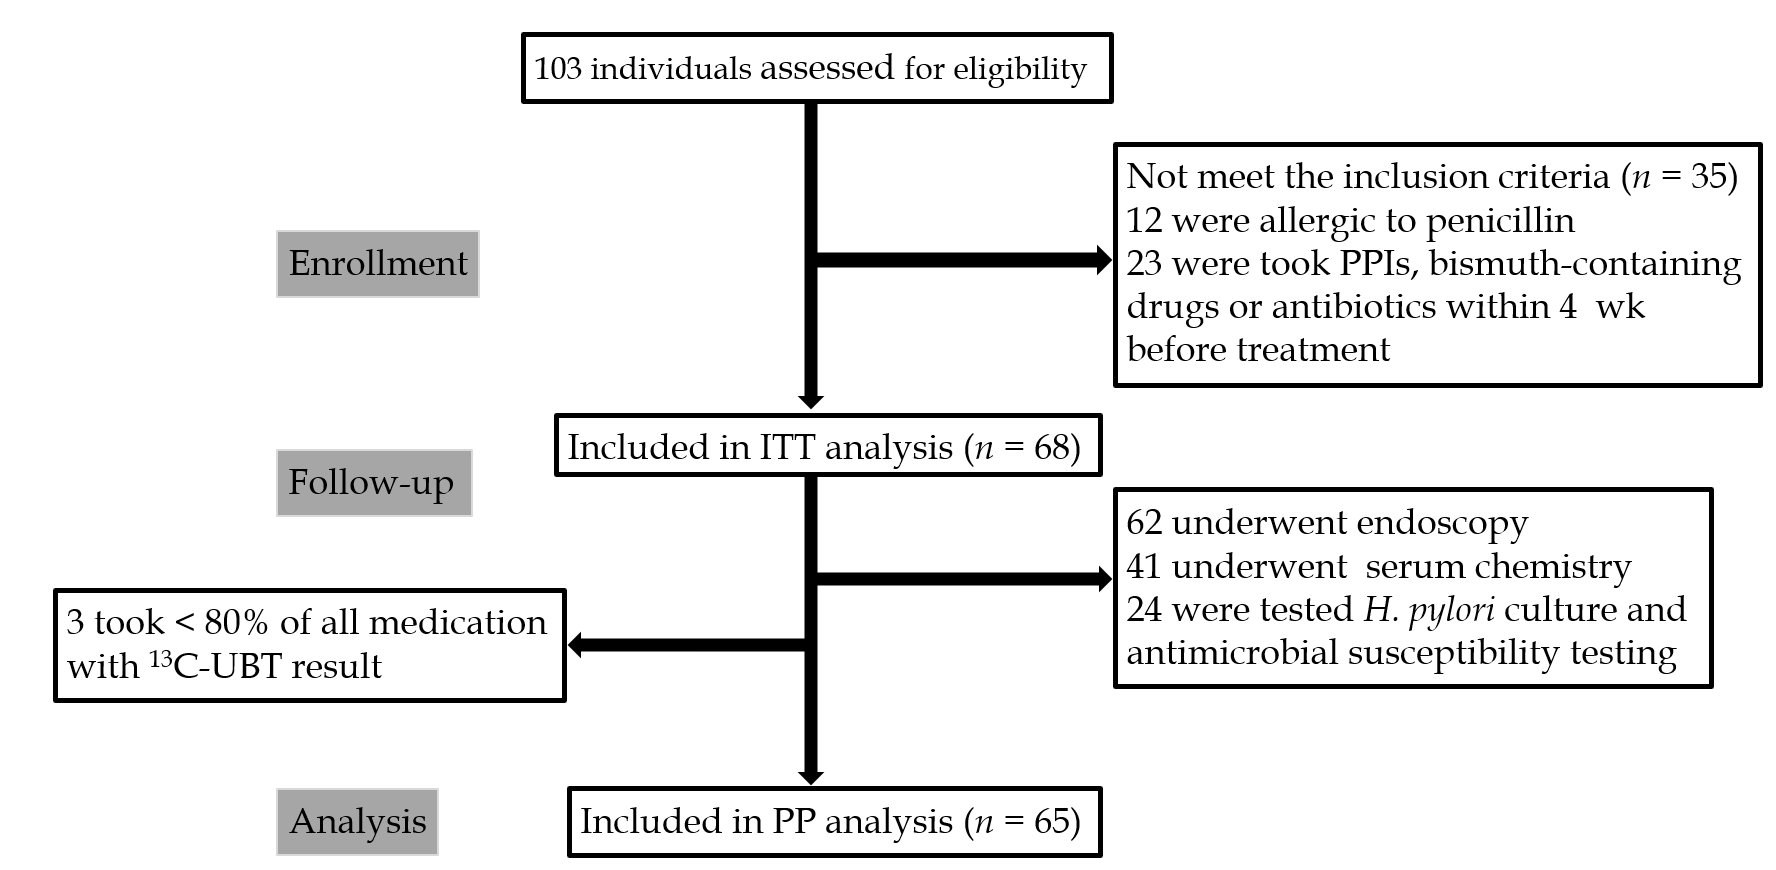 103 individuals assessed for eligibility
Not meet the inclusion criteria (n = 35)
12 were allergic to penicillin
23 were took PPIs, bismuth-containing
drugs or antibiotics within 4 wk
before treatment
Enrollment
Included in ITT analysis (n = 68)
Follow-up
62 underwent endoscopy
41 underwent serum chemistry
24 were tested H. pylori culture and
antimicrobial susceptibility testing
3 took < 80% of all medication
with ¹³C-UBT result
Analysis
Included in PP analysis (n = 65)